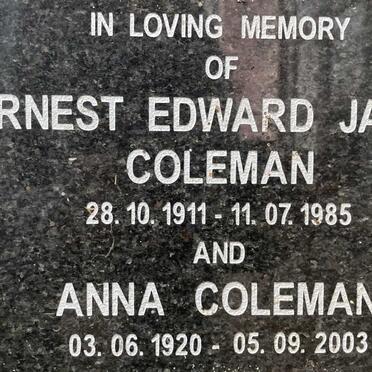 IN LOVING MEMORY
OF
RNEST EDWARD JA
COLEMAN
28. 10. 1911 - 11. 07. 1985
AND
ANNA COLEMAN
03. 06. 1920 - 05. 09. 2003